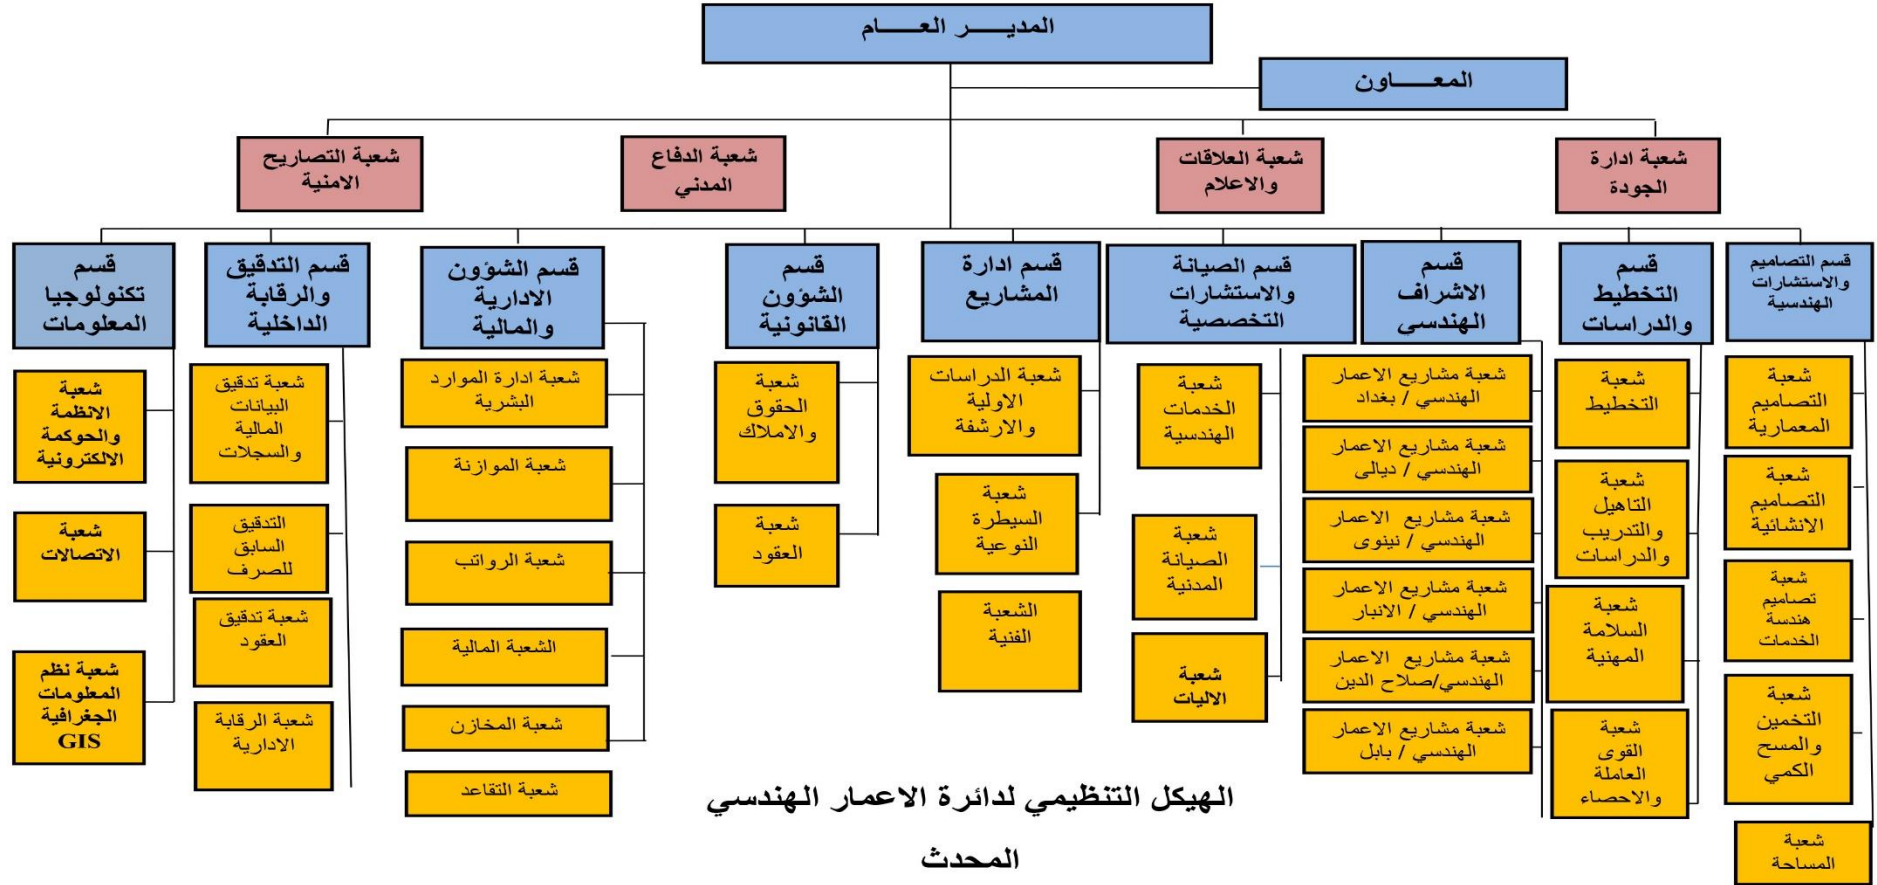 المديـــــر العـــــام
المعـــــاون
شعبة ادارة
الجودة
شعبة العلاقات
والاعلام
شعبة الدفاع
المدني
شعبة التصاريح
الامنية
قسم التصاميم
والاستشارات
الهندسية
قسم
التخطيط
والدراسات
قسم
الاشراف
الهندسي
قسم الصيانة
والاستشارات
التخصصية
قسم ادارة
المشاريع
قسم
الشؤون
القانونية
قسم الشؤون
الادارية
والمالية
قسم التدقيق
والرقابة
الداخلية
قسم
تكنولوجيا
المعلومات
شعبة
التصاميم
المعمارية
شعبة
التصاميم
الانشائية
شعبة
تصاميم
هندسة
الخدمات
شعبة
التخمين
والمسح
الكمي
شعبة
المساحة
شعبة
التخطيط
شعبة
التاهيل
والتدريب
والدراسات
شعبة
السلامة
المهنية
شعبة
القوى
العاملة
والاحصاء
شعبة مشاريع الاعمار
الهندسي / بغداد
شعبة مشاريع الاعمار
الهندسي / ديالى
شعبة مشاريع الاعمار
الهندسي / نينوى
شعبة مشاريع الاعمار
الهندسي / الانبار
شعبة مشاريع الاعمار
الهندسي/صلاح الدين
شعبة مشاريع الاعمار
الهندسي / بابل
شعبة
الخدمات
الهندسية
شعبة
الصيانة
المدنية
شعبة
الاليات
شعبة الدراسات
الاولية
والارشفة
شعبة
السيطرة
النوعية
الشعبة
الفنية
شعبة
الحقوق
والاملاك
شعبة
العقود
شعبة ادارة الموارد
البشرية
شعبة الموازنة
شعبة الرواتب
الشعبة المالية
شعبة المخازن
شعبة التقاعد
شعبة تدقيق
البيانات
المالية
والسجلات
التدقيق
السابق
للصرف
شعبة تدقيق
العقود
شعبة الرقابة
الادارية
شعبة
الانظمة
والحوكمة
الالكترونية
شعبة
الاتصالات
شعبة نظم
المعلومات
الجغرافية
GIS
الهيكل التنظيمي لدائرة الاعمار الهندسي
المحدث